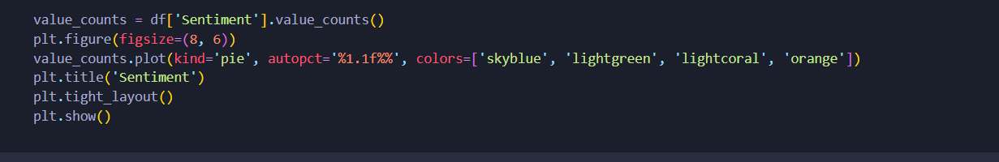 value_counts = df['Sentiment'].value_counts()
plt.figure(figsize=(8, 6))
value_counts.plot(kind='pie', autopct='%1.1f%%', colors=['skyblue', 'lightgreen', 'lightcoral', 'orange'])
plt.title('Sentiment')
plt.tight_layout()
plt.show()